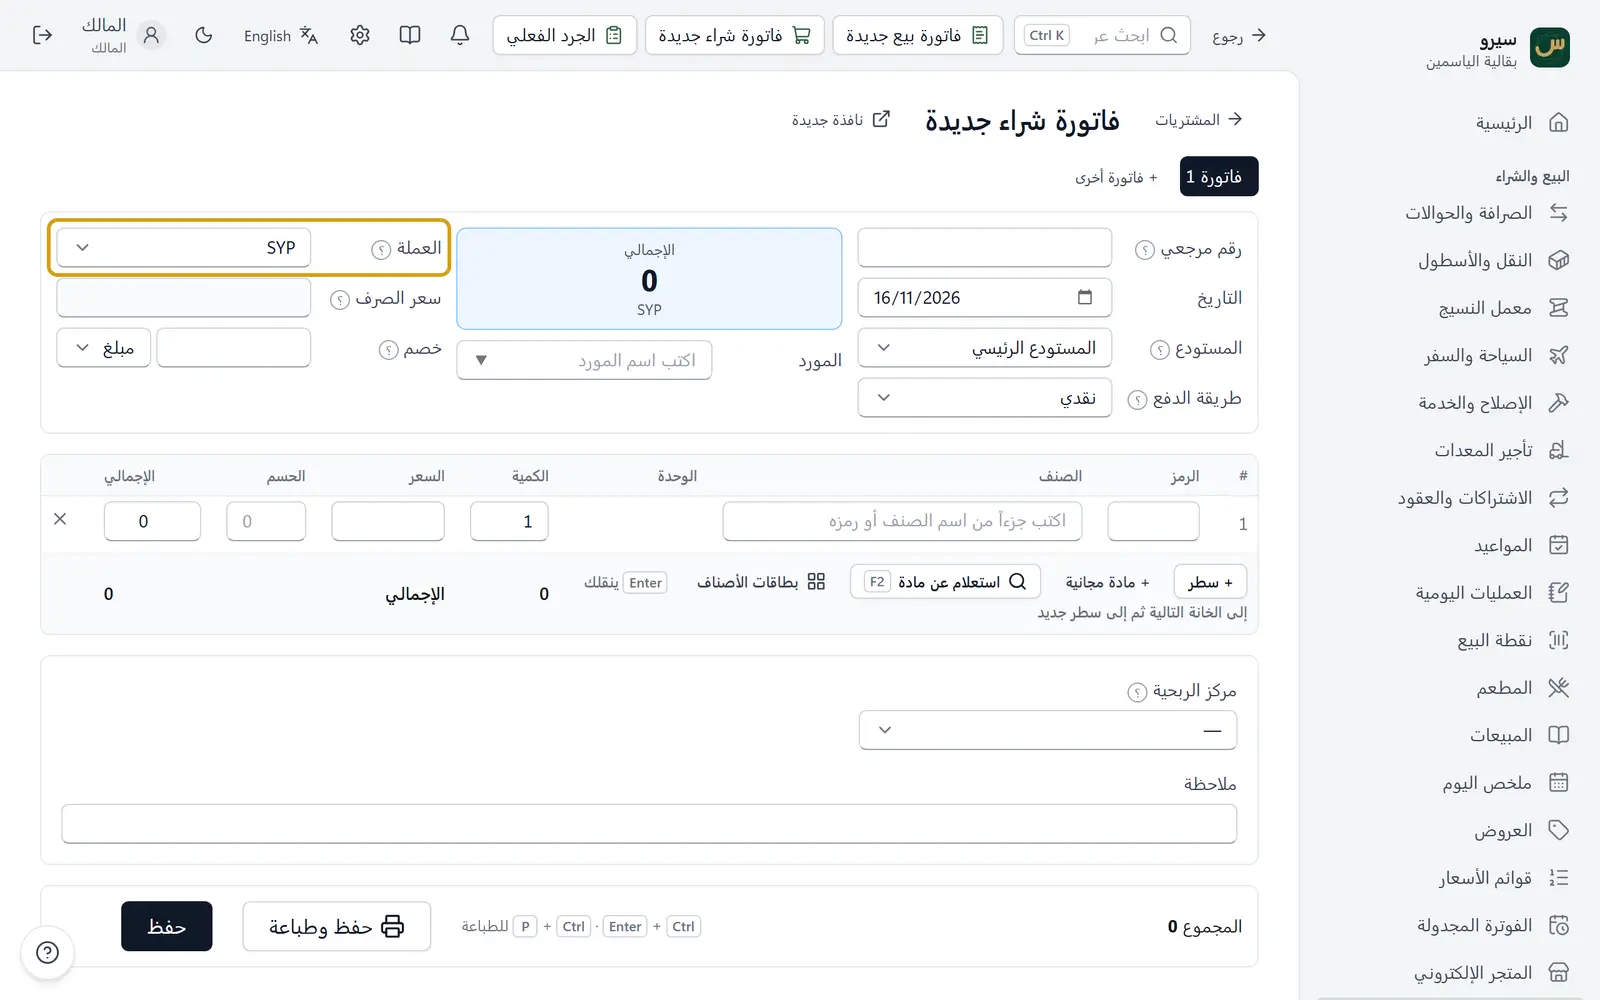 سيرو
بقالية الياسمين
رجوع
ابحث عر
Ctrl K
فاتورة بيع جديدة
فاتورة شراء جديدة
الجرد الفعلي
English
المالك
المالك
الرئيسية
البيع والشراء
الصرافة والحوالات
النقل والأسطول
معمل النسيج
السياحة والسفر
الإصلاح والخدمة
تأجير المعدات
الاشتراكات والعقود
المواعيد
العمليات اليومية
نقطة البيع
المطعم
المبيعات
ملخص اليوم
العروض
قوائم الأسعار
الفوترة المجدولة
المتجر الإلكتروني
المشتريات
فاتورة شراء جديدة
نافذة جديدة
فاتورة 1
+ فاتورة أخرى
رقم مرجعي ؟
التاريخ
16/11/2026
المستودع ؟
المستودع الرئيسي
طريقة الدفع ؟
نقدي
الإجمالي
0
SYP
المورد
اكتب اسم المورد
العملة ؟
SYP
سعر الصرف ؟
خصم ؟
مبلغ
# الرمز الصنف الوحدة الكمية السعر الحسم الإجمالي
1 اكتب جزءاً من اسم الصنف أو رمزه 1 0 0
+ سطر
+ مادة مجانية
استعلام عن مادة F2
بطاقات الأصناف
Enter ينقلك
إلى الخانة التالية ثم إلى سطر جديد
0
الإجمالي
0
مركز الربحية ؟
—
ملاحظة
المجموع 0
Ctrl + Enter · Ctrl + P للطباعة
حفظ وطباعة
حفظ